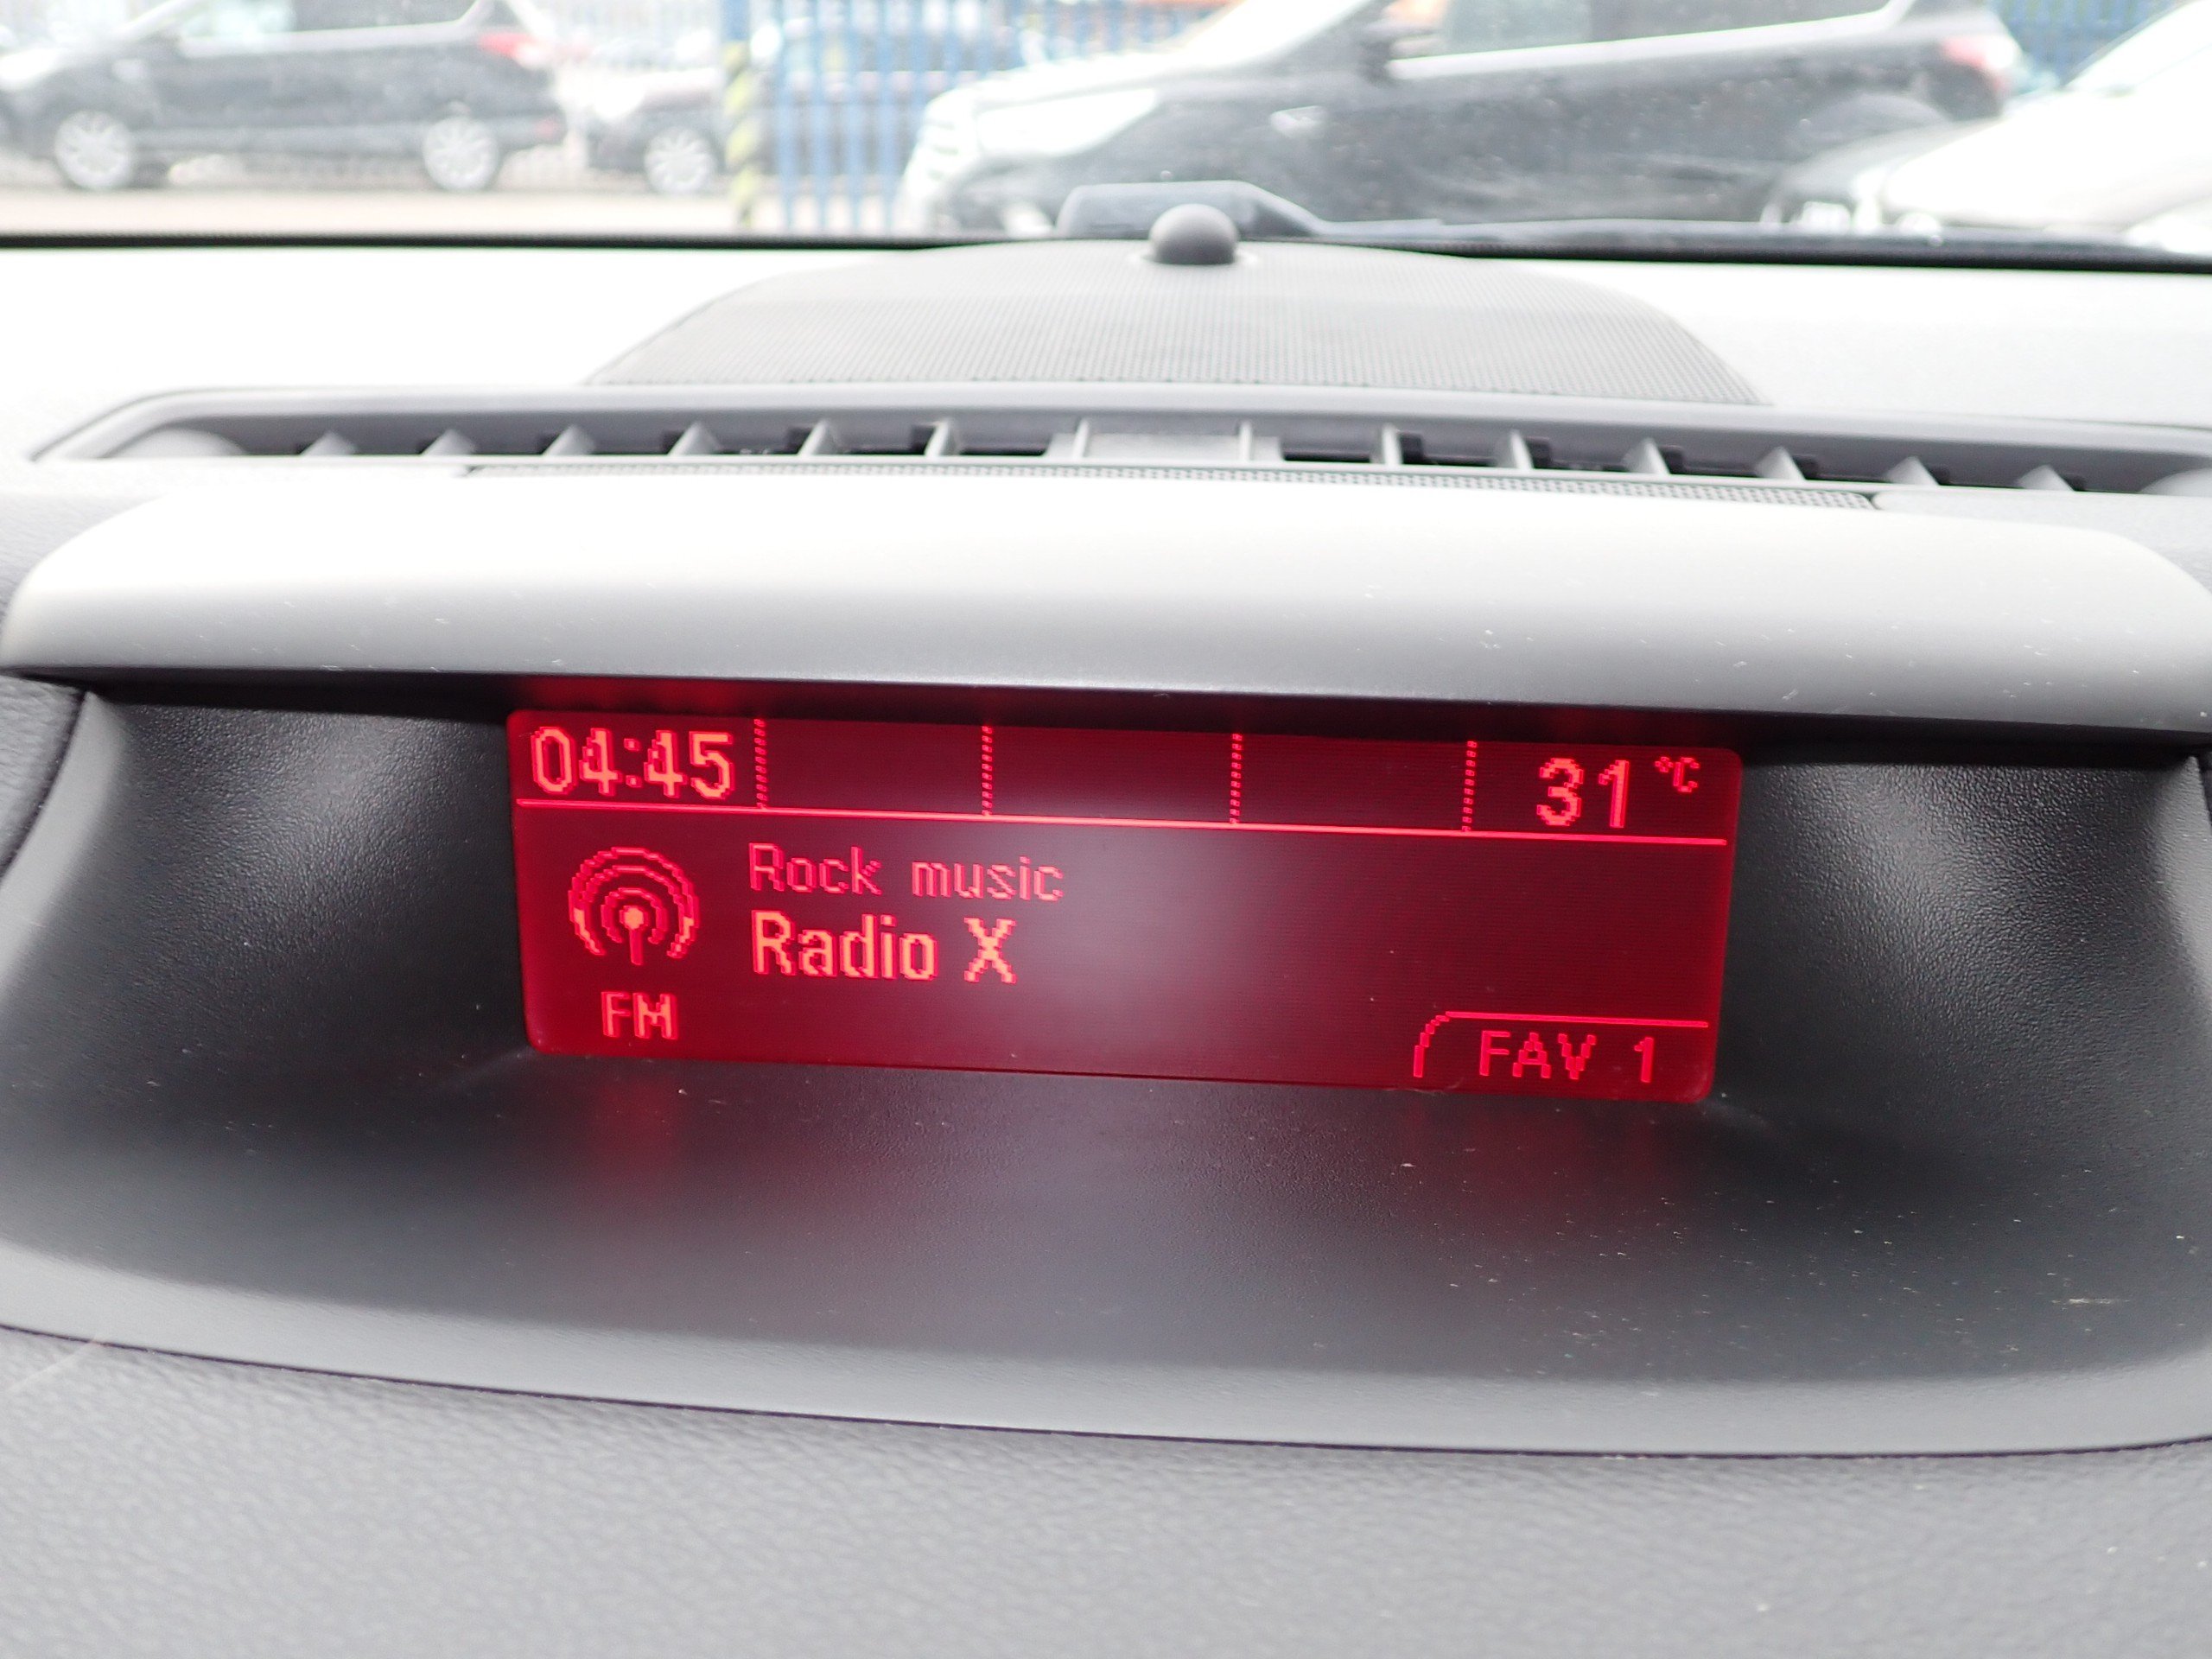 04:45 31 °C
Rock music
Radio X
FM
FAV 1